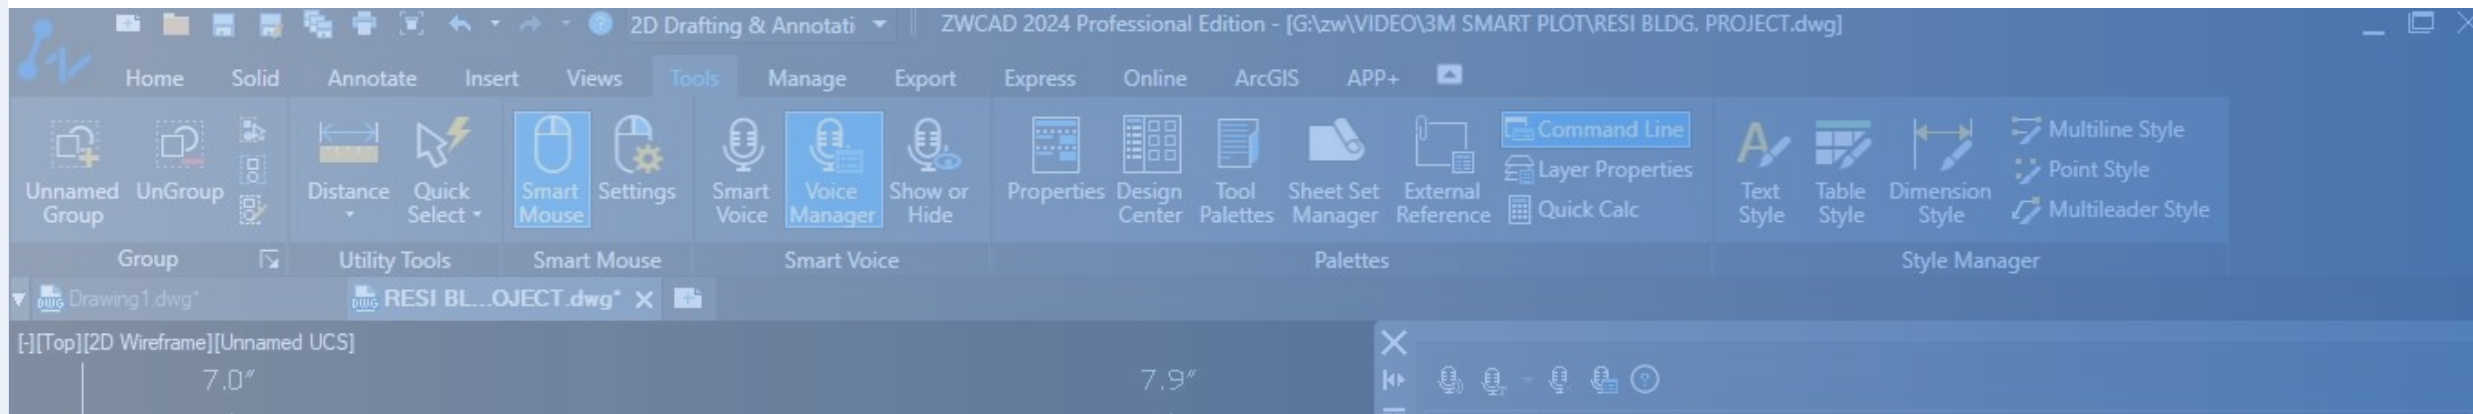 2D Drafting & Annotati ZWCAD 2024 Professional Edition - [G:\zw\VIDEO\3M SMART PLOT\RESI BLDG. PROJECT.dwg]
Home Solid Annotate Insert Views Tools Manage Export Express Online ArcGIS APP+
Unnamed Group UnGroup Distance Quick Select Smart Mouse Settings Smart Voice Voice Manager Show or Hide Properties Design Center Tool Palettes Sheet Set Manager External Reference
Command Line
Layer Properties
Quick Calc
Text Style Table Style Dimension Style
Multiline Style
Point Style
Multileader Style
Group Utility Tools Smart Mouse Smart Voice Palettes Style Manager
Drawing1.dwg* RESI BL...OJECT.dwg*
[-][Top][2D Wireframe][Unnamed UCS]
7.0" 7.9"